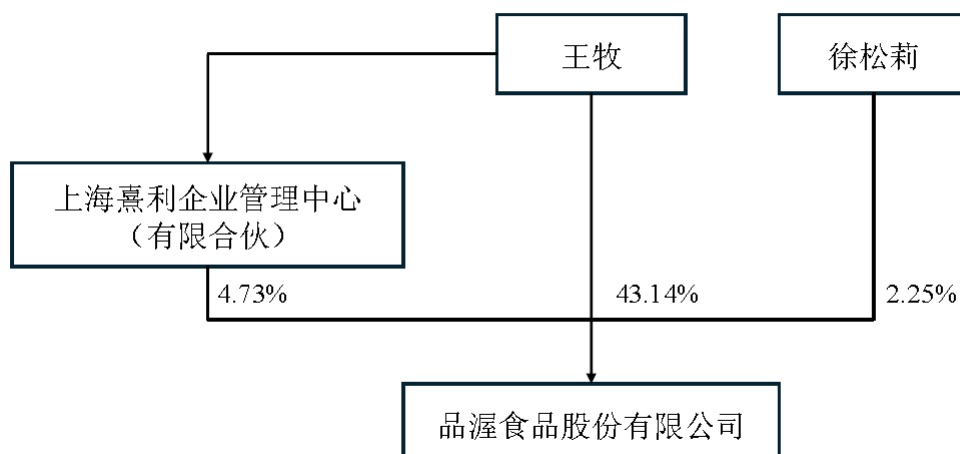 王牧
徐松莉
上海熹利企业管理中心
（有限合伙）
4.73%
43.14%
2.25%
品渥食品股份有限公司